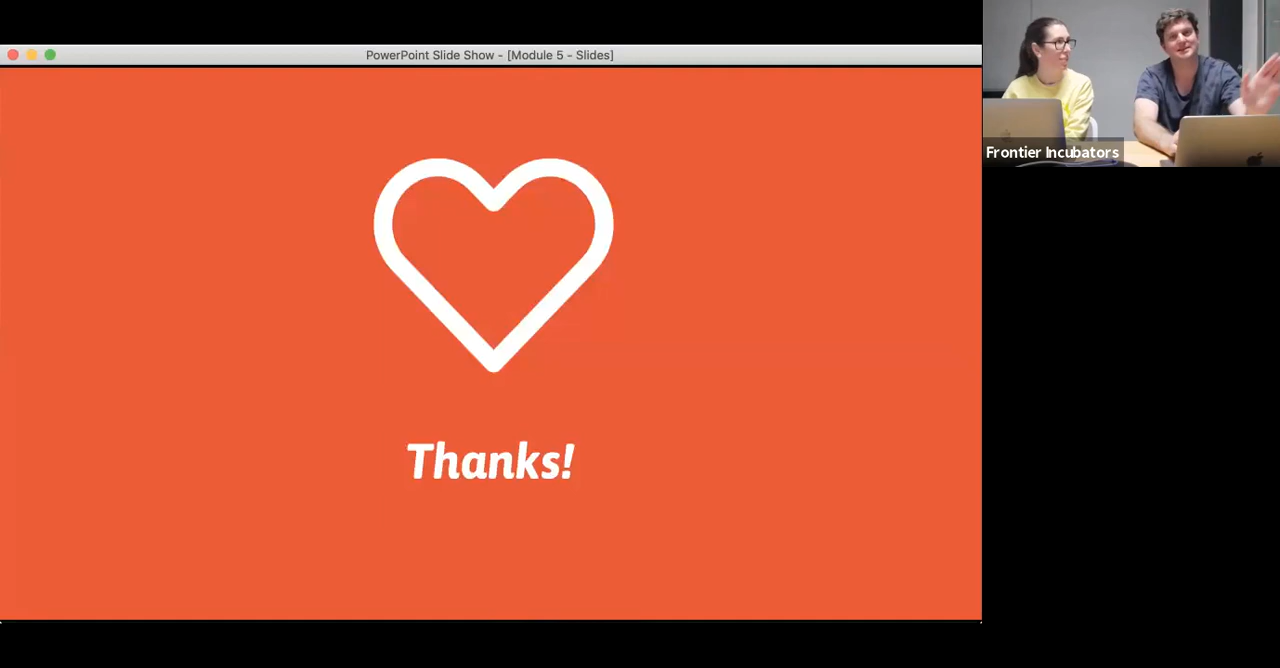 PowerPoint Slide Show - [Module 5 - Slides]
Frontier Incubators
Thanks!